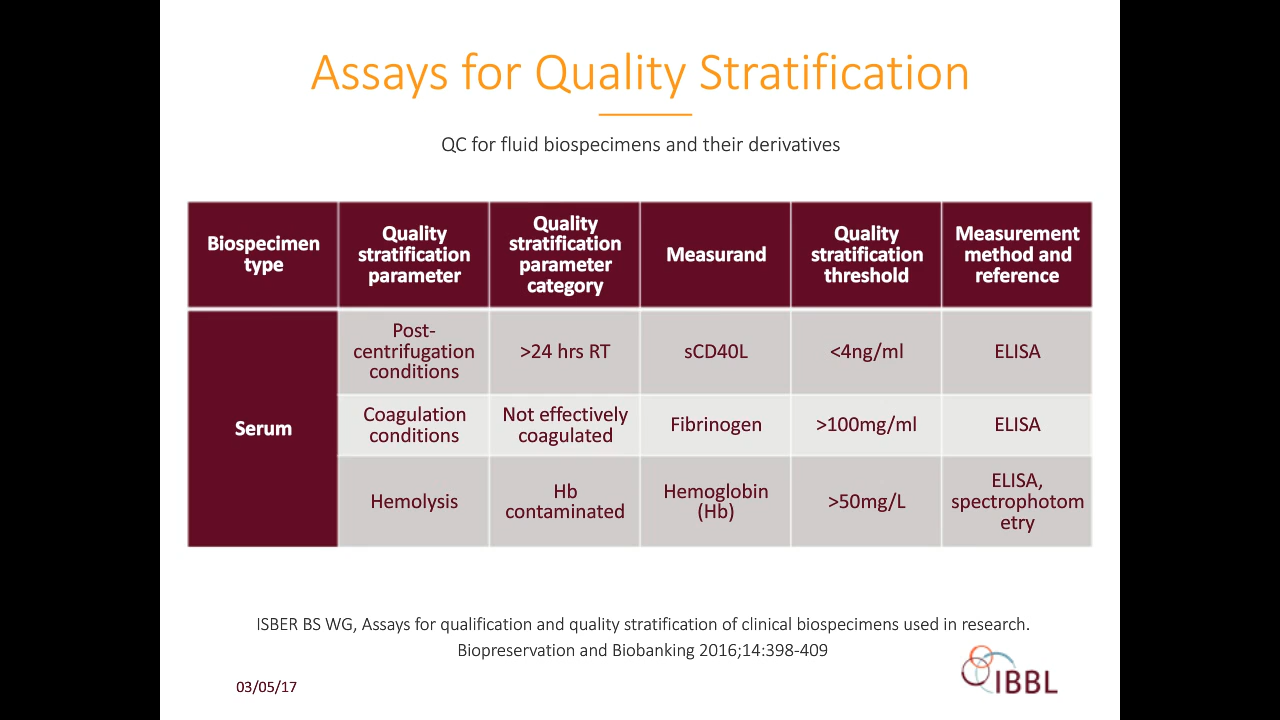 Assays for Quality Stratification
QC for fluid biospecimens and their derivatives
Biospecimen
type
Quality
stratification
parameter
Quality
stratification
parameter
category
Measurand
Quality
stratification
threshold
Measurement
method and
reference
Serum
Post-
centrifugation
conditions
>24 hrs RT
sCD40L
<4ng/ml
ELISA
Coagulation
conditions
Not effectively
coagulated
Fibrinogen
>100mg/ml
ELISA
Hemolysis
Hb
contaminated
Hemoglobin
(Hb)
>50mg/L
ELISA,
spectrophotom
etry
ISBER BS WG, Assays for qualification and quality stratification of clinical biospecimens used in research.
Biopreservation and Biobanking 2016;14:398-409
03/05/17
IBBL